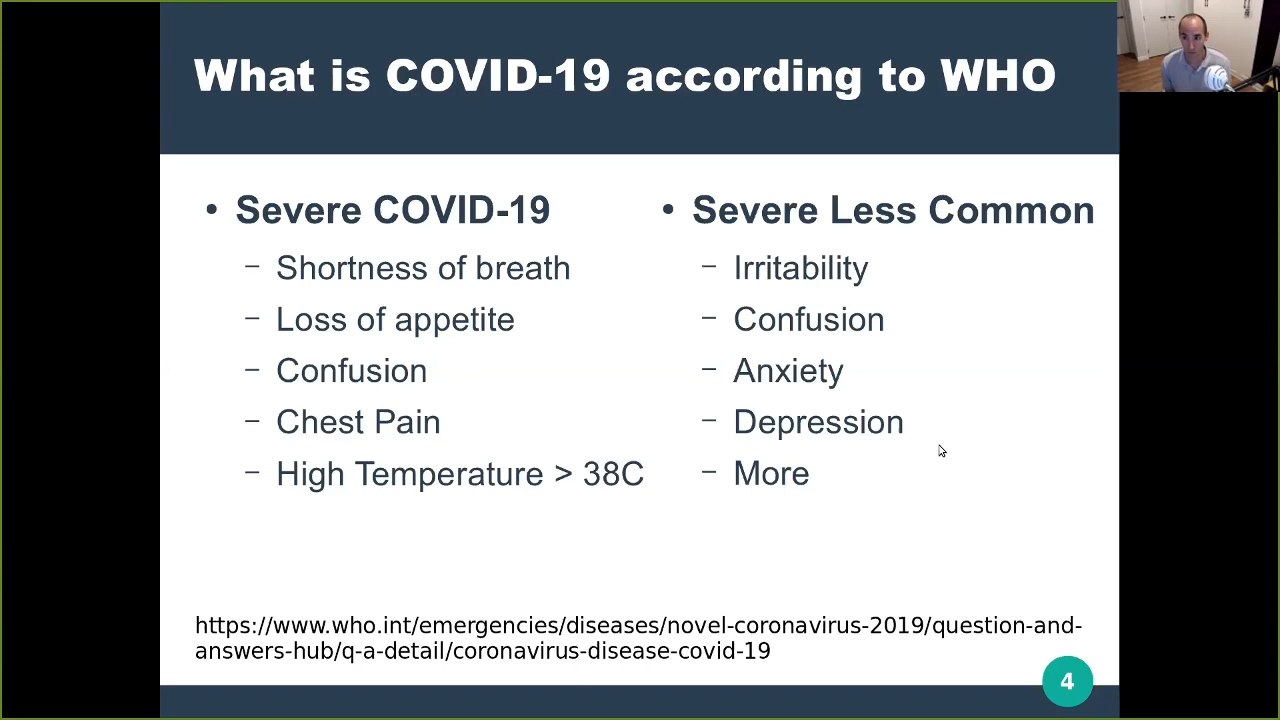 What is COVID-19 according to WHO
• Severe COVID-19
– Shortness of breath
– Loss of appetite
– Confusion
– Chest Pain
– High Temperature > 38C
• Severe Less Common
– Irritability
– Confusion
– Anxiety
– Depression
– More
https://www.who.int/emergencies/diseases/novel-coronavirus-2019/question-and-
answers-hub/q-a-detail/coronavirus-disease-covid-19
4